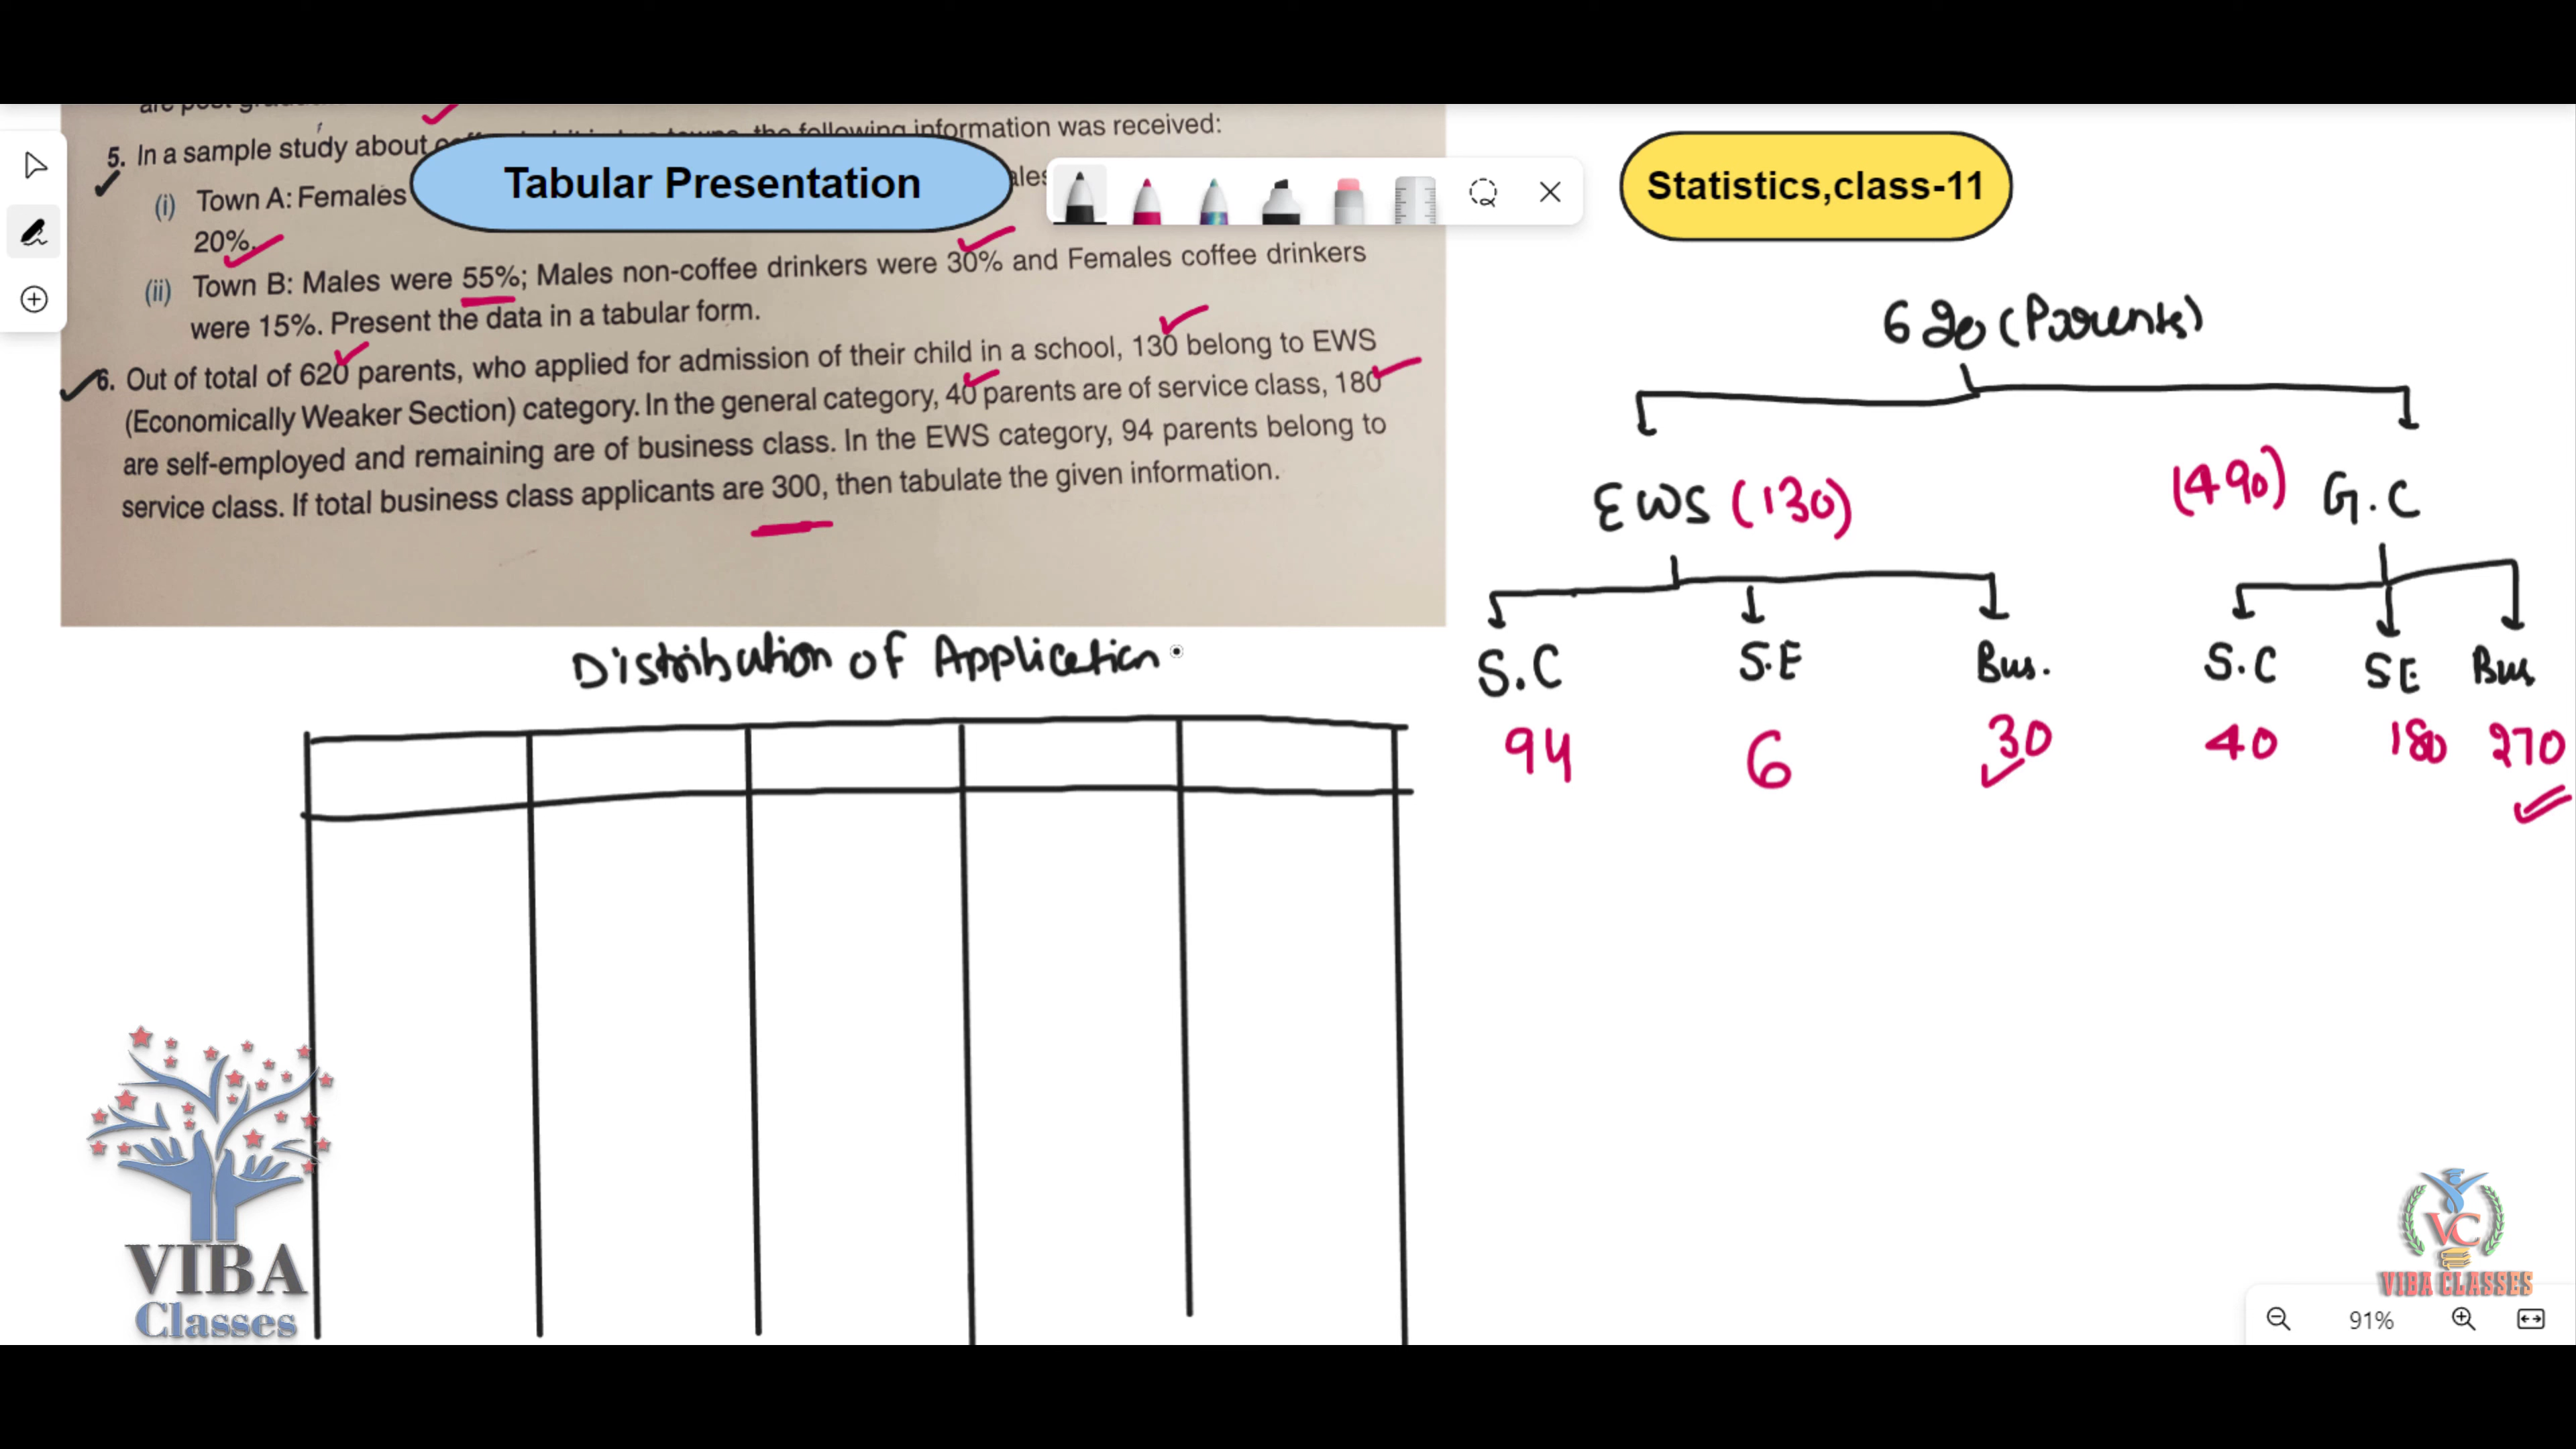 5. In a sample study about the following information was received:
Tabular Presentation
Statistics,class-11
(i) Town A: Females
20%.
(ii) Town B: Males were 55%; Males non-coffee drinkers were 30% and Females coffee drinkers
were 15%. Present the data in a tabular form.
6. Out of total of 620 parents, who applied for admission of their child in a school, 130 belong to EWS
(Economically Weaker Section) category. In the general category, 40 parents are of service class, 180
are self-employed and remaining are of business class. In the EWS category, 94 parents belong to
service class. If total business class applicants are 300, then tabulate the given information.
620 (Parents)
EWS (130)
(490) G.C
S.C S.E Bus.
S.C SE Bus
94 6 30
40 180 270
Distribution of Application
VIBA
Classes
VC
VIBA CLASSES
91%